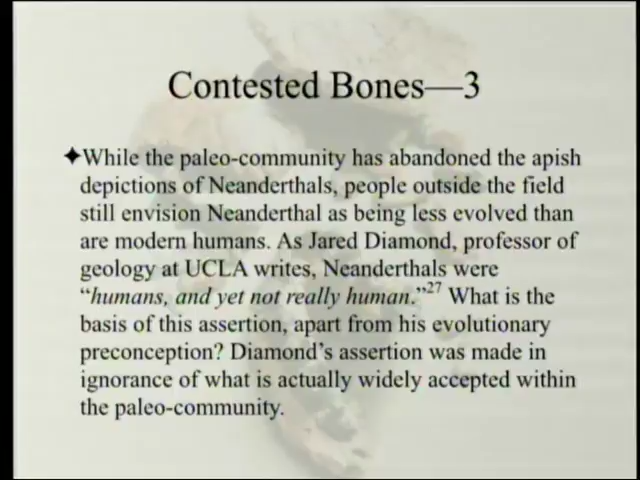 Contested Bones—3
✦While the paleo-community has abandoned the apish
depictions of Neanderthals, people outside the field
still envision Neanderthal as being less evolved than
are modern humans. As Jared Diamond, professor of
geology at UCLA writes, Neanderthals were
“humans, and yet not really human.”27 What is the
basis of this assertion, apart from his evolutionary
preconception? Diamond’s assertion was made in
ignorance of what is actually widely accepted within
the paleo-community.